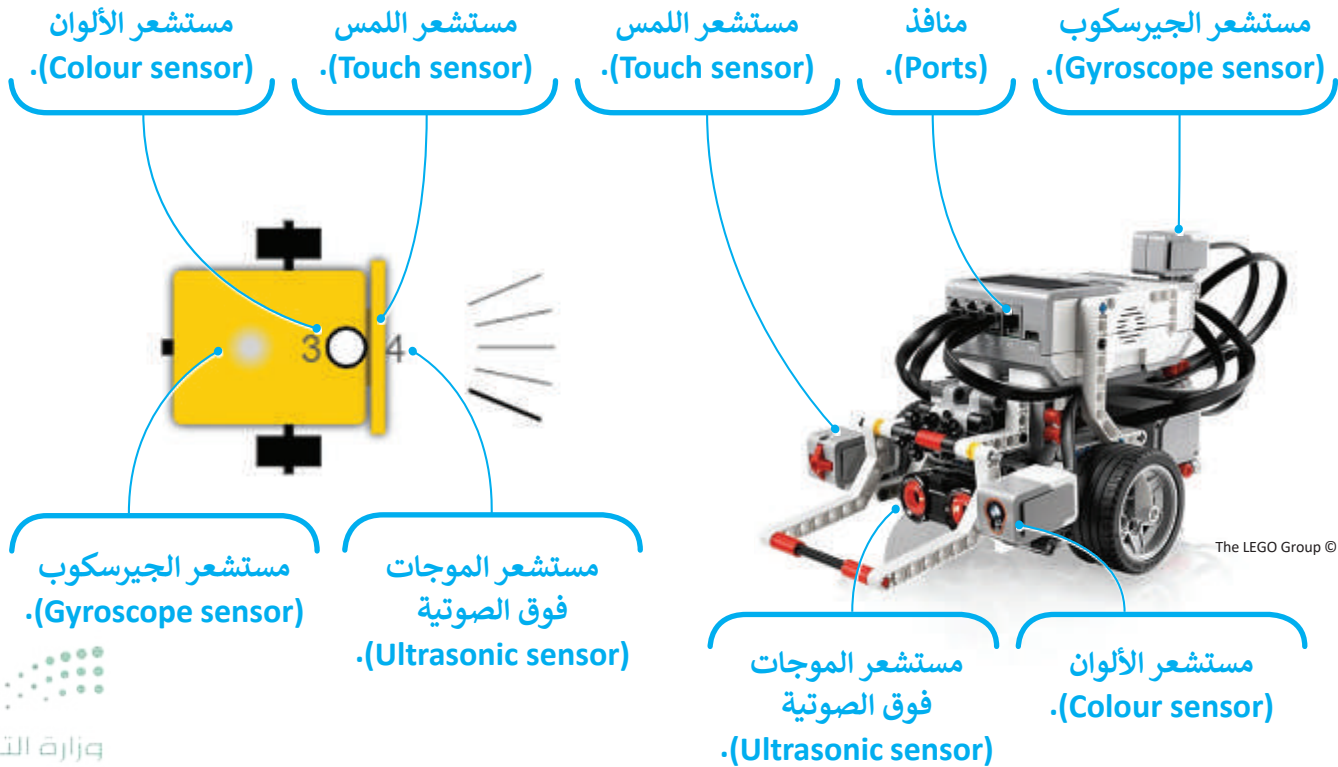 مستشعر الجيرسكوب
(Gyroscope sensor).
منافذ
(Ports).
مستشعر اللمس
(Touch sensor).
مستشعر اللمس
(Touch sensor).
مستشعر الألوان
(Colour sensor).
3
4
The LEGO Group ©
مستشعر الألوان
(Colour sensor).
مستشعر الموجات
فوق الصوتية
(Ultrasonic sensor).
مستشعر الموجات
فوق الصوتية
(Ultrasonic sensor).
مستشعر الجيرسكوب
(Gyroscope sensor).
وزارة